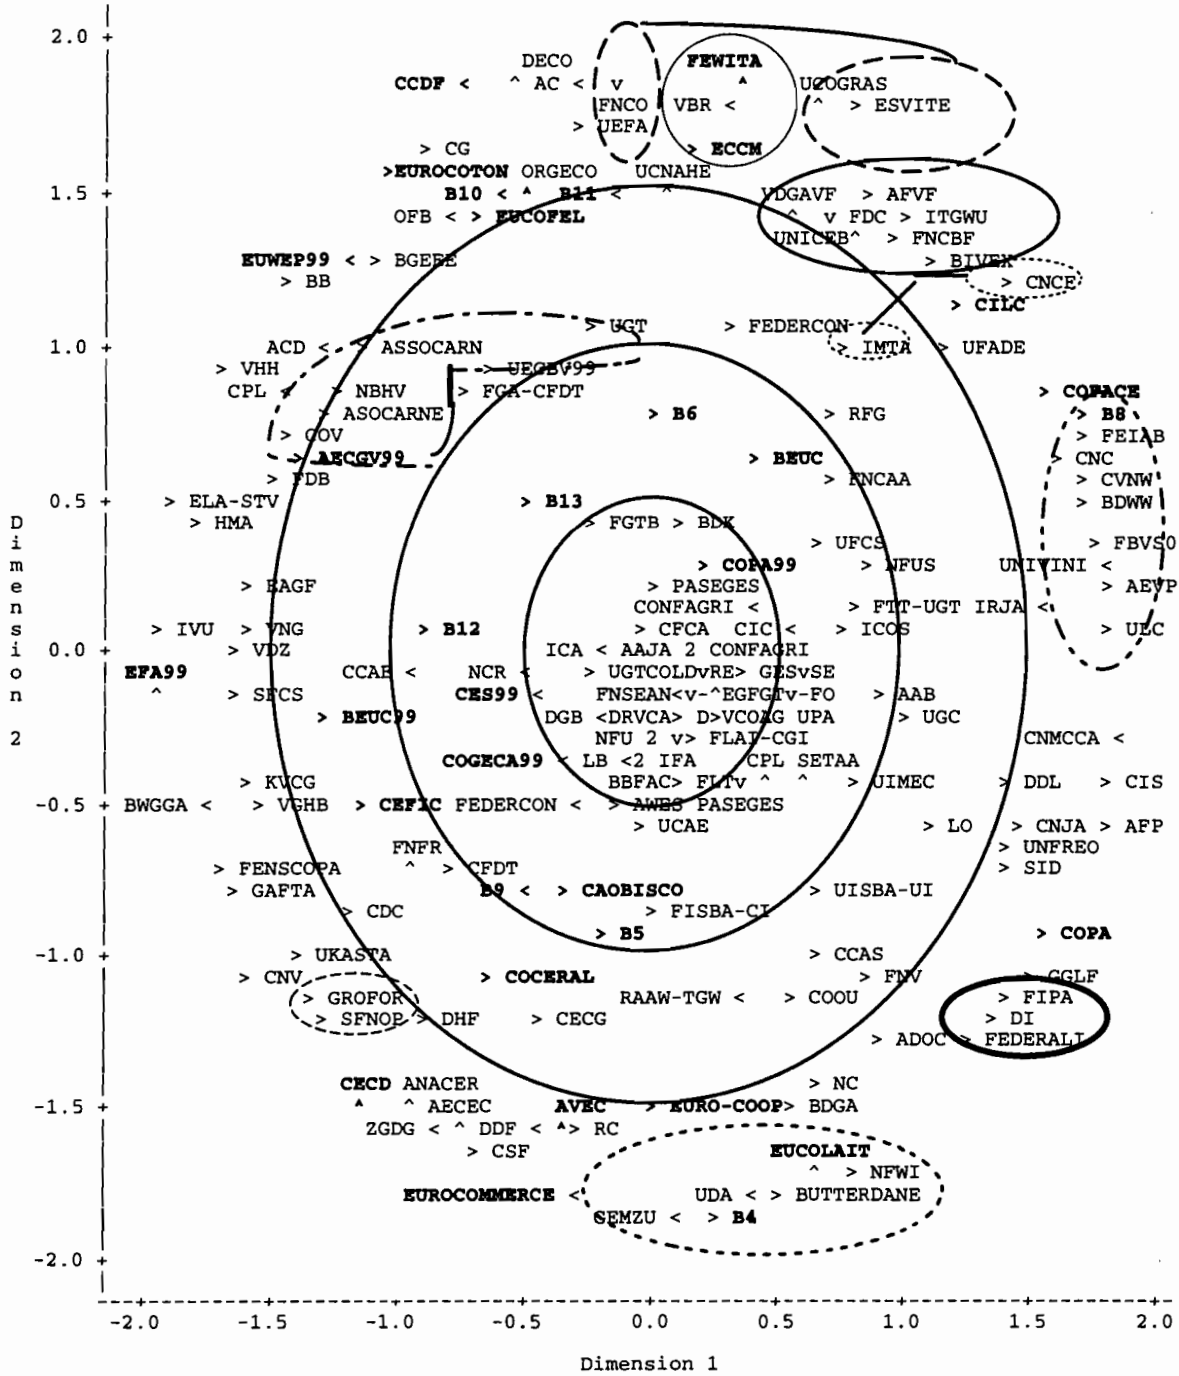 2.0 +
DECO FEWITA
CCDF < ^ AC < v ^ UCOGRAS
FNCO VBR < ^ > ESVITE
> UEFA
> CG > ECCM
>EUROCOTON ORGECO UCNAHE
1.5 + B10 < ^ B11 < ^ VDGAVF > AFVF
OFB < > EUCOFEL ^ v FDC > ITGWU
UNICEB^ > FNCBF
EUWEP99 < > BGEFE > BIVEX
> BB > CNCE
> CILC
> UGT > FEDERCON
1.0 + ACD < > ASSOCARN > IMTA > UFADE
> VHH > UEGBV99
CPL < > NBHV > FGA-CFDT > COPACE
> ASOCARNE > B6 > RFG > B8
> COV > FEIAB
> AECGV99 > BEUC > CNC
> FDB > FNCAA > CVNW
0.5 + > ELA-STV > B13 > BDWW
> HMA > FGTB > BDK
> UFCS > FBVS0
> COPA99 > NFUS UNIVINI <
> EAGF > PASEGES > AEVP
CONFAGRI < > FTT-UGT IRJA <
> IVU > VNG > B12 > CFCA CIC < > ICOS > UEC
0.0 + > VDZ ICA < AAJA 2 CONFAGRI
EFA99 CCAE < NCR < > UGTCOLDvRE> GESvSE
^ > SFCS CES99 < FNSEAN<v-^EGFGTv-FO > AAB
> BEUC99 DGB <DRVCA> D>VCOAG UPA > UGC
NFU 2 v> FLAI-CGI CNMCCA <
COGECA99 < LB <2 IFA CPL SETAA
> KVCG BBFAC> FLTv ^ ^ > UIMEC > DDL > CIS
-0.5 + BWGGA < > VGHB > CEFIC FEDERCON < > AWES PASEGES
> UCAE > LO > CNJA > AFP
FNFR > UNFREO
> FENSCOPA ^ > CFDT > SID
> GAFTA B9 < > CAOBISCO > UISBA-UI
> CDC > FISBA-CI
> B5 > COPA
-1.0 + > UKASTA > CCAS
> CNV > COCERAL > FNV > GGLF
> GROFOR RAAW-TGW < > COOU > FIPA
> SFNOP > DHF > CECG > DI
> ADOC > FEDERALI
CECD ANACER > NC
-1.5 + ^ ^ AECEC AVEC > EURO-COOP> BDGA
ZGDG < ^ DDF < ^> RC
> CSF EUCOLAIT
^ > NFWI
EUROCOMMERCE < UDA < > BUTTERDANE
GEMZU < > B4
-2.0 +
Dimension 2
-2.0 -1.5 -1.0 -0.5 0.0 0.5 1.0 1.5 2.0
Dimension 1